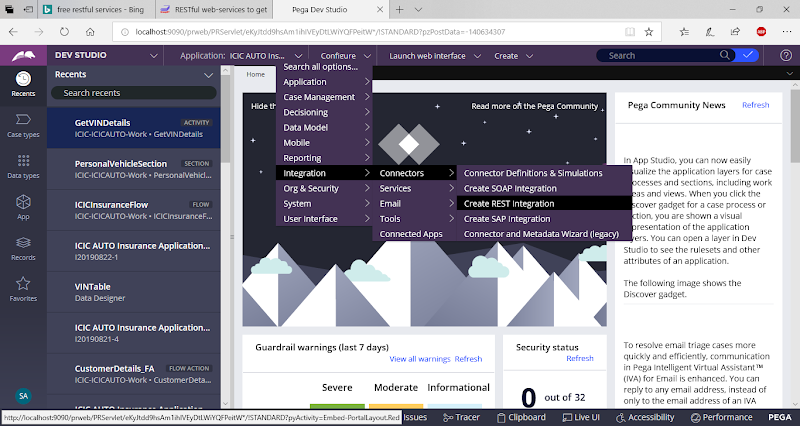 free restful services - Bing
RESTful web-services to get
Pega Dev Studio
localhost:9090/prweb/PRServlet/eKyJtdd9hsAm1ihIVEyDtLWiYQFPeitW*/!STANDARD?pzPostData=-140634307
DEV STUDIO
Application: ICIC AUTO Ins...
Configure
Launch web interface
Create
Search
Recents
Case types
Data types
App
Records
Favorites
SA
Recents
Search recents
GetVINDetails ACTIVITY
ICIC-ICICAUTO-Work • GetVINDetails
PersonalVehicleSection SECTION
ICIC-ICICAUTO-Work • PersonalVehicl...
ICICInsuranceFlow FLOW
ICIC-ICICAUTO-Work • ICICInsuranceF...
ICIC AUTO Insurance Application...
I20190822-1
VINTable
Data Designer
ICIC AUTO Insurance Application...
I20190821-4
CustomerDetails_FA FLOW ACTION
ICIC-ICICAUTO-Work • CustomerDeta...
ICIC AUTO Insurance Application...
Home
Search all options...
Application
Case Management
Decisioning
Data Model
Mobile
Reporting
Integration
Org & Security
System
User Interface
Connectors
Services
Email
Tools
Connected Apps
Connector Definitions & Simulations
Create SOAP Integration
Create REST Integration
Create SAP Integration
Connector and Metadata Wizard (legacy)
Hide th
Read more on the Pega Community
Guardrail warnings (last 7 days)
View all warnings Refresh
Severe Moderate Informational
Security status
Refresh
0 out of 32
Pega Community News Refresh
In App Studio, you can now easily
isualize the application layers for case
rocesses and sections, including work
reas and views. When you click the
iscover gadget for a case process or
ction, you are shown a visual
epresentation of the application
yers. You can open a layer in Dev
Studio to see the rulesets and other
attributes of an application.
The following image shows the
Discover gadget.
To resolve email triage cases more
quickly and efficiently, communication
in Pega Intelligent Virtual Assistant™
(IVA) for Email is enhanced. You can
reply to any email address, instead of
only to the email address of an IVA
http://localhost:9090/prweb/PRServlet/eKyJtdd9hsAm1ihIVEyDtLWiYQFPeitW*/!STANDARD?pyActivity=Embed-PortalLayout.Red
Issues
Tracer
Clipboard
Live UI
Accessibility
Performance
PEGA